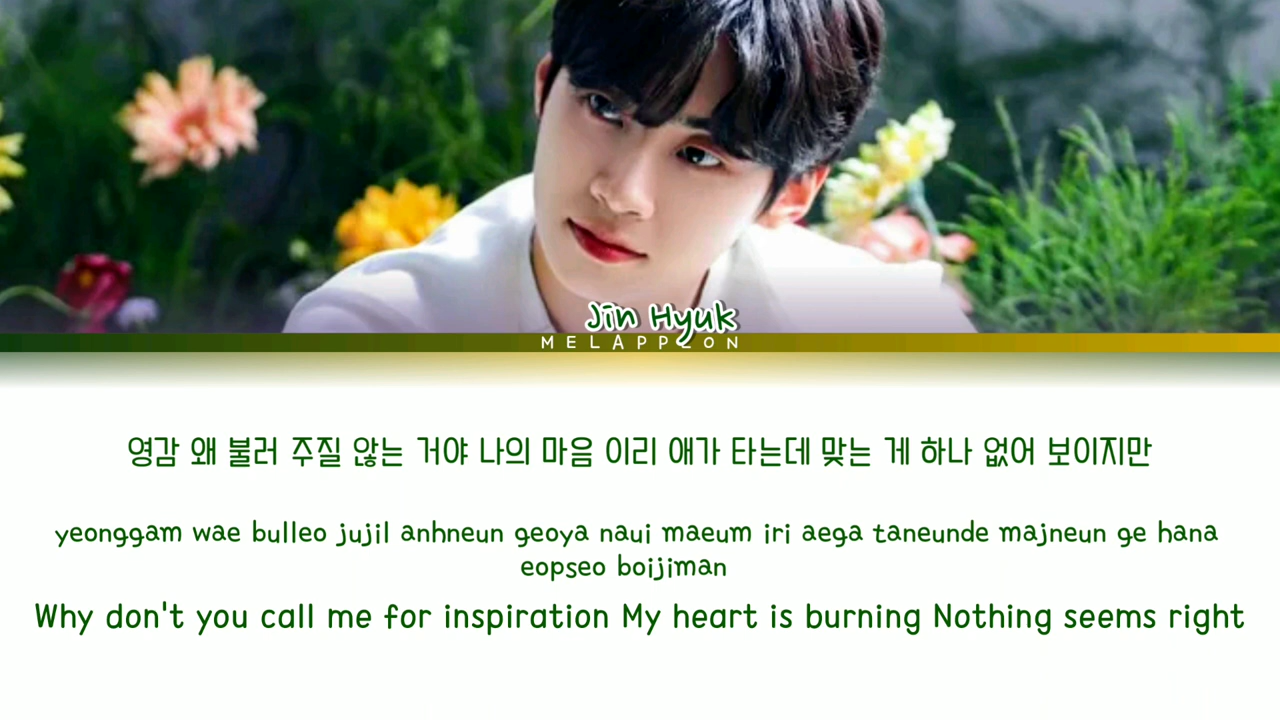 Jin Hyuk
MELAPPEON
영감 왜 불러 주질 않는 거야 나의 마음 이리 애가 타는데 맞는 게 하나 없어 보이지만
yeonggam wae bulleo jujil anhneun geoya naui maeum iri aega taneunde majneun ge hana
eopseo boijiman
Why don't you call me for inspiration My heart is burning Nothing seems right